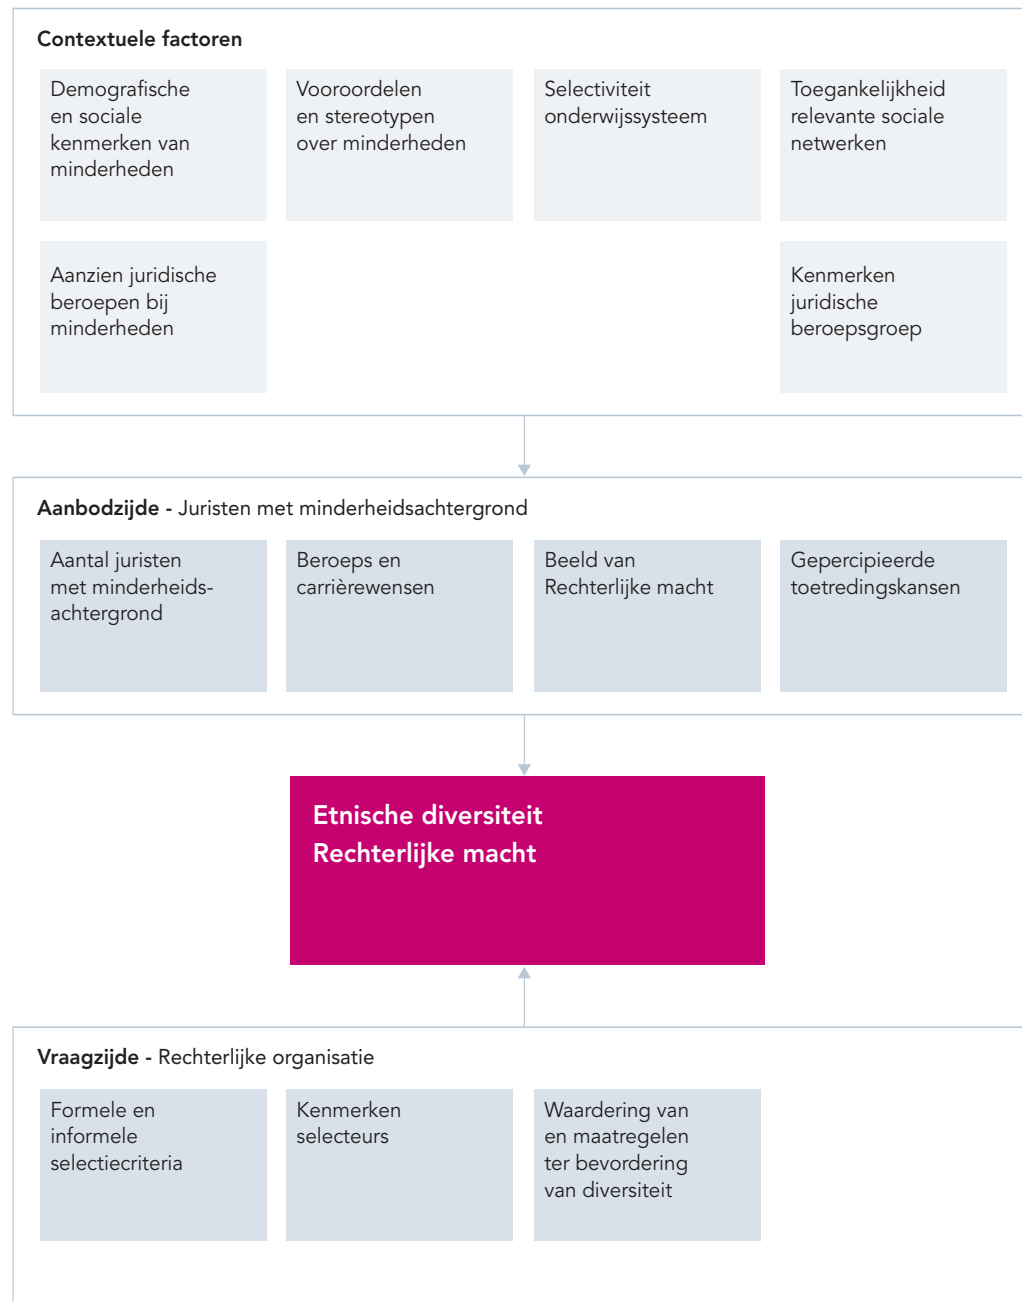 Contextuele factoren
Demografische
en sociale
kenmerken van
minderheden
Vooroordelen
en stereotypen
over minderheden
Selectiviteit
onderwijssysteem
Toegankelijkheid
relevante sociale
netwerken
Aanzien juridische
beroepen bij
minderheden
Kenmerken
juridische
beroepsgroep
Aanbodzijde - Juristen met minderheidsachtergrond
Aantal juristen
met minderheids-
achtergrond
Beroeps en
carrièrewensen
Beeld van
Rechterlijke macht
Gepercipieerde
toetredingskansen
Etnische diversiteit
Rechterlijke macht
Vraagzijde - Rechterlijke organisatie
Formele en
informele
selectiecriteria
Kenmerken
selecteurs
Waardering van
en maatregelen
ter bevordering
van diversiteit